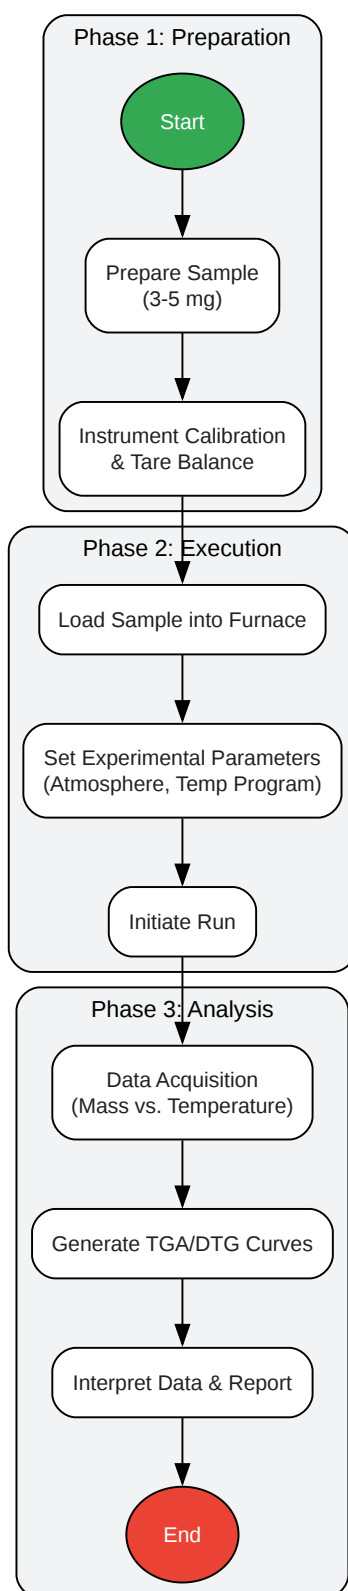 Phase 1: Preparation
Start
Prepare Sample
(3-5 mg)
Instrument Calibration
& Tare Balance
Phase 2: Execution
Load Sample into Furnace
Set Experimental Parameters
(Atmosphere, Temp Program)
Initiate Run
Phase 3: Analysis
Data Acquisition
(Mass vs. Temperature)
Generate TGA/DTG Curves
Interpret Data & Report
End